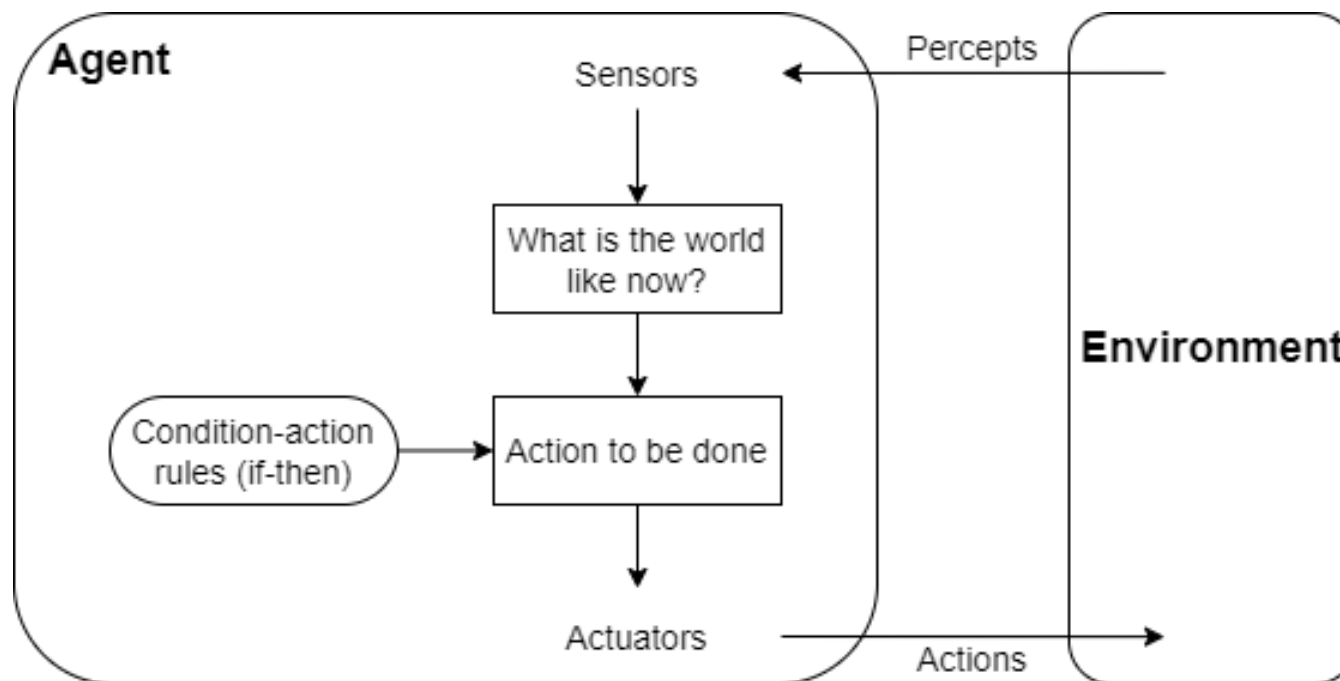 Agent
Sensors
Percepts
What is the world
like now?
Environment
Condition-action
rules (if-then)
Action to be done
Actuators
Actions